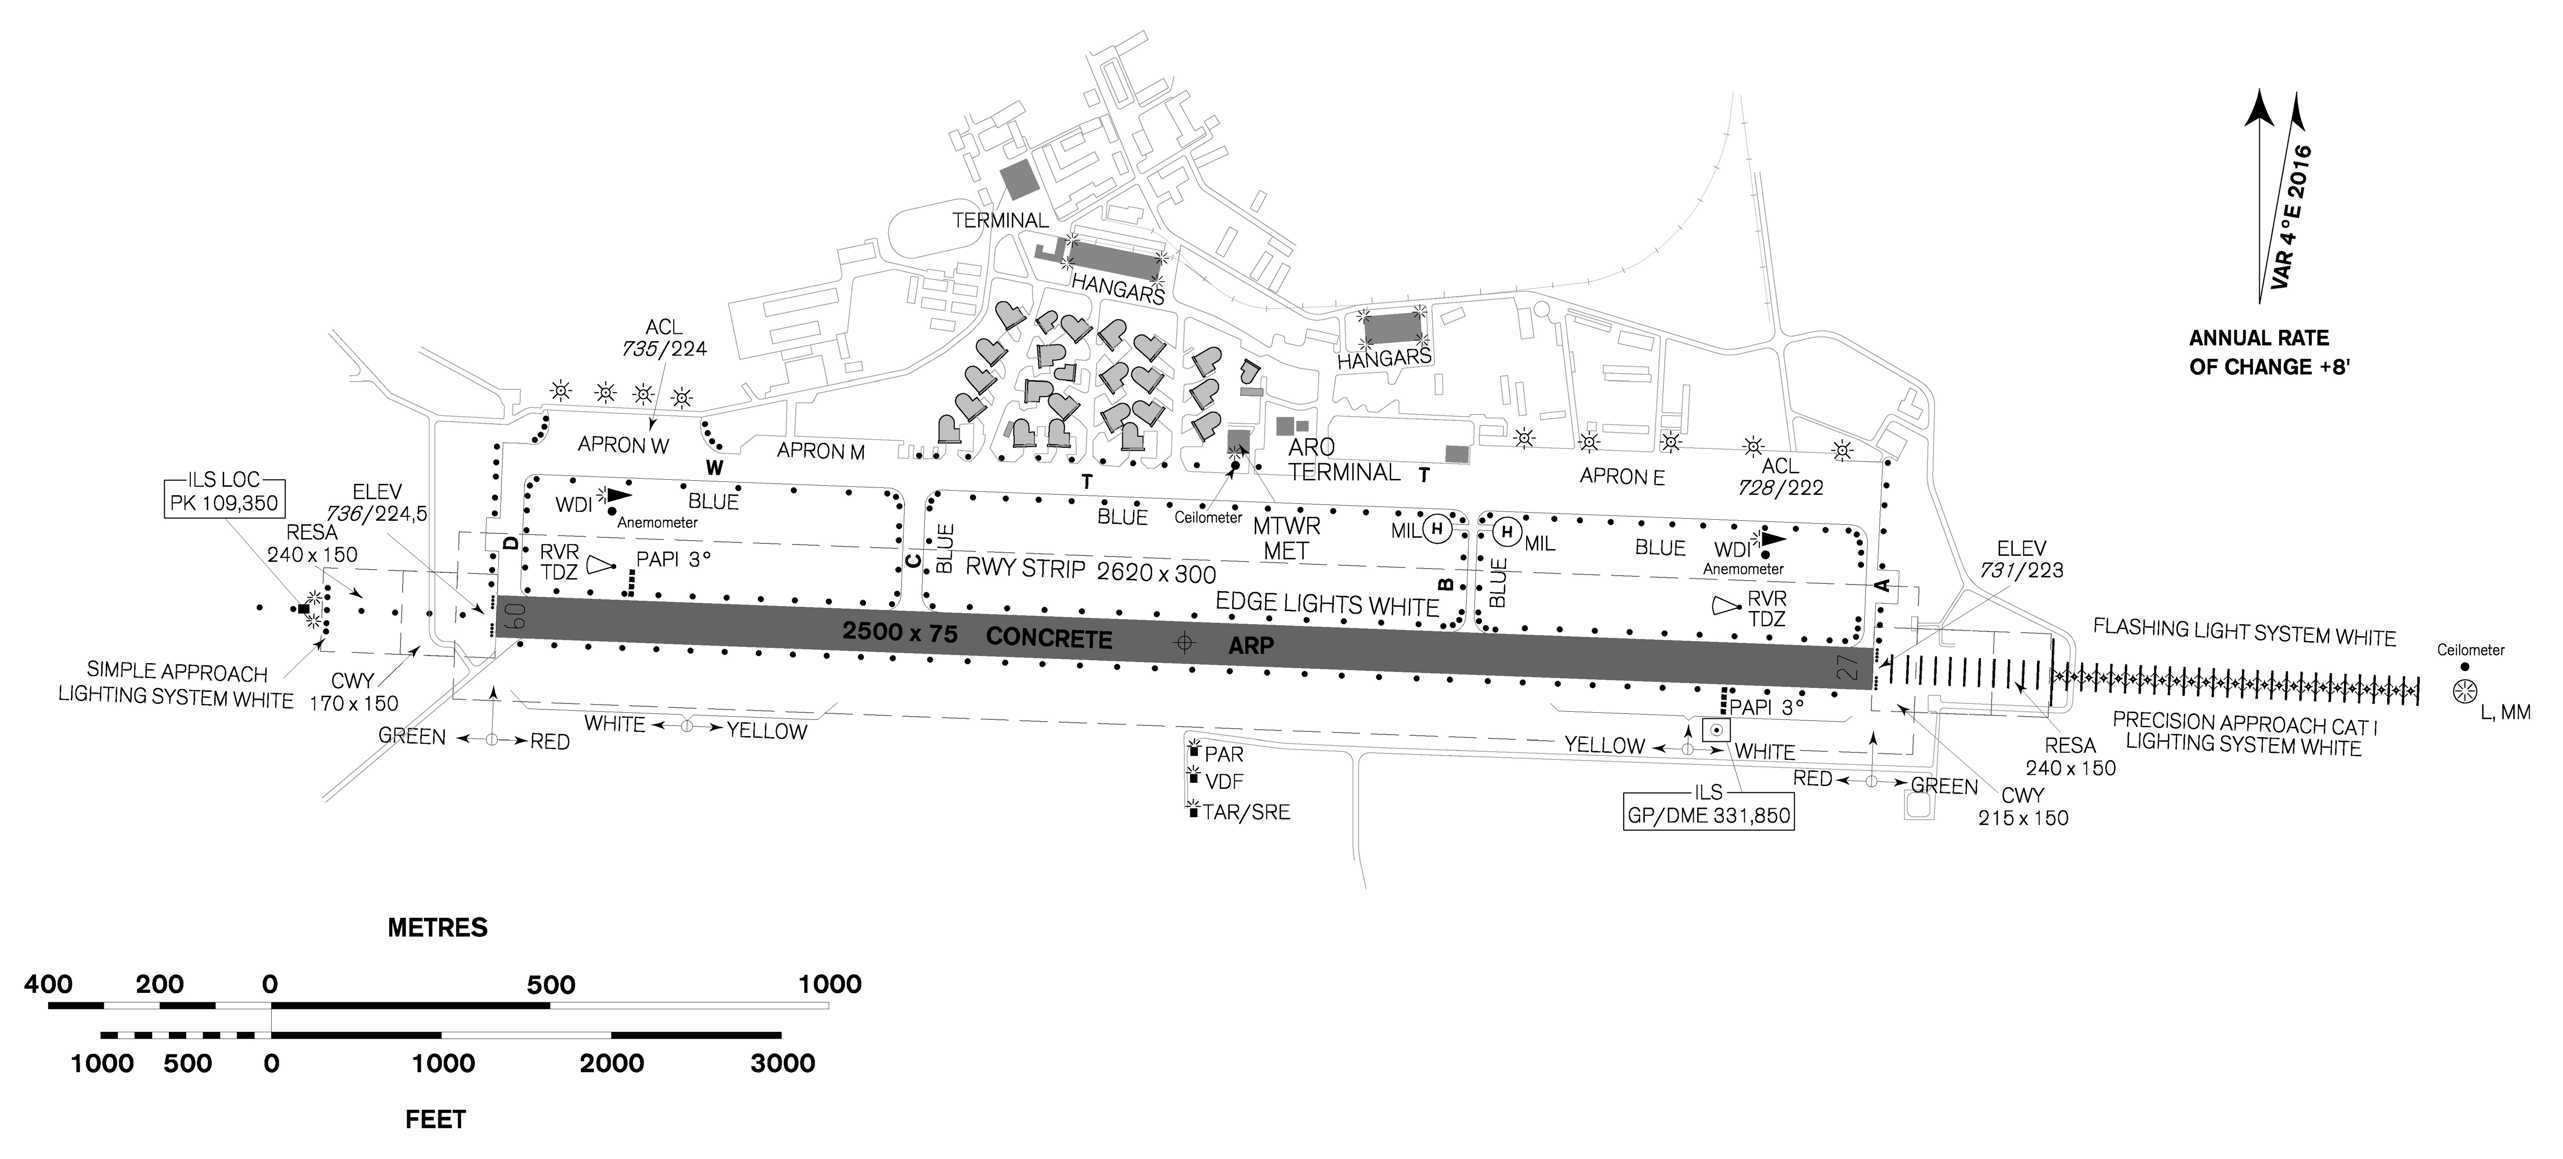 VAR 4°E 2016
ANNUAL RATE
OF CHANGE +8'
TERMINAL
HANGARS
HANGARS
ACL
735/224
APRON W
APRON M
W
T
ARO
TERMINAL
T
APRON E
ACL
728/222
ILS LOC
PK 109,350
ELEV
736/224,5
RESA
240 x 150
WDI
Anemometer
BLUE
BLUE
Ceilometer
MTWR
MET
MIL
H
H
MIL
BLUE
WDI
Anemometer
D
C
BLUE
B
BLUE
A
RVR
TDZ
PAPI 3°
RWY STRIP 2620 x 300
EDGE LIGHTS WHITE
RVR
TDZ
ELEV
731/223
09
2500 x 75 CONCRETE
ARP
27
FLASHING LIGHT SYSTEM WHITE
Ceilometer
L, MM
SIMPLE APPROACH
LIGHTING SYSTEM WHITE
CWY
170 x 150
GREEN
RED
WHITE
YELLOW
PAPI 3°
YELLOW
WHITE
RED
GREEN
PRECISION APPROACH CAT I
LIGHTING SYSTEM WHITE
RESA
240 x 150
CWY
215 x 150
PAR
VDF
TAR/SRE
ILS
GP/DME 331,850
METRES
400 200 0 500 1000
1000 500 0 1000 2000 3000
FEET